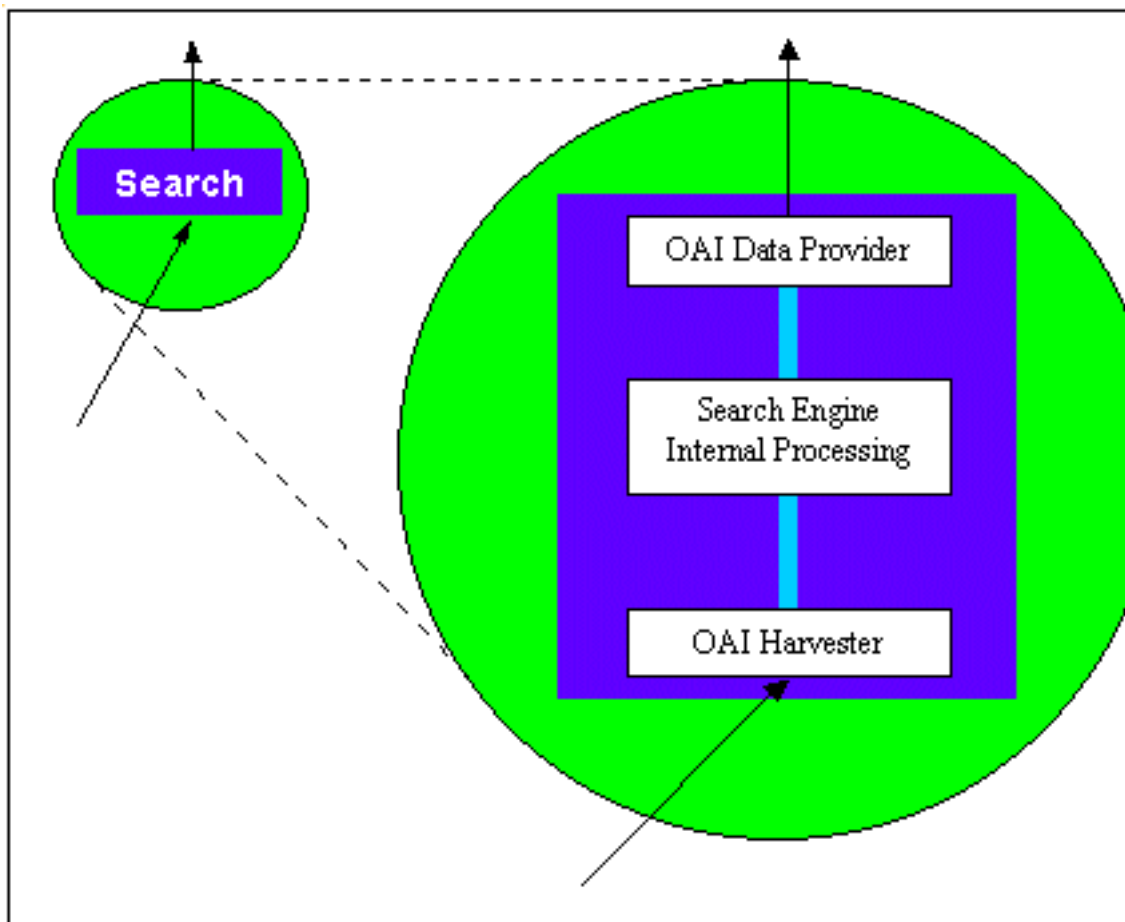 Search
OAI Data Provider
Search Engine
Internal Processing
OAI Harvester